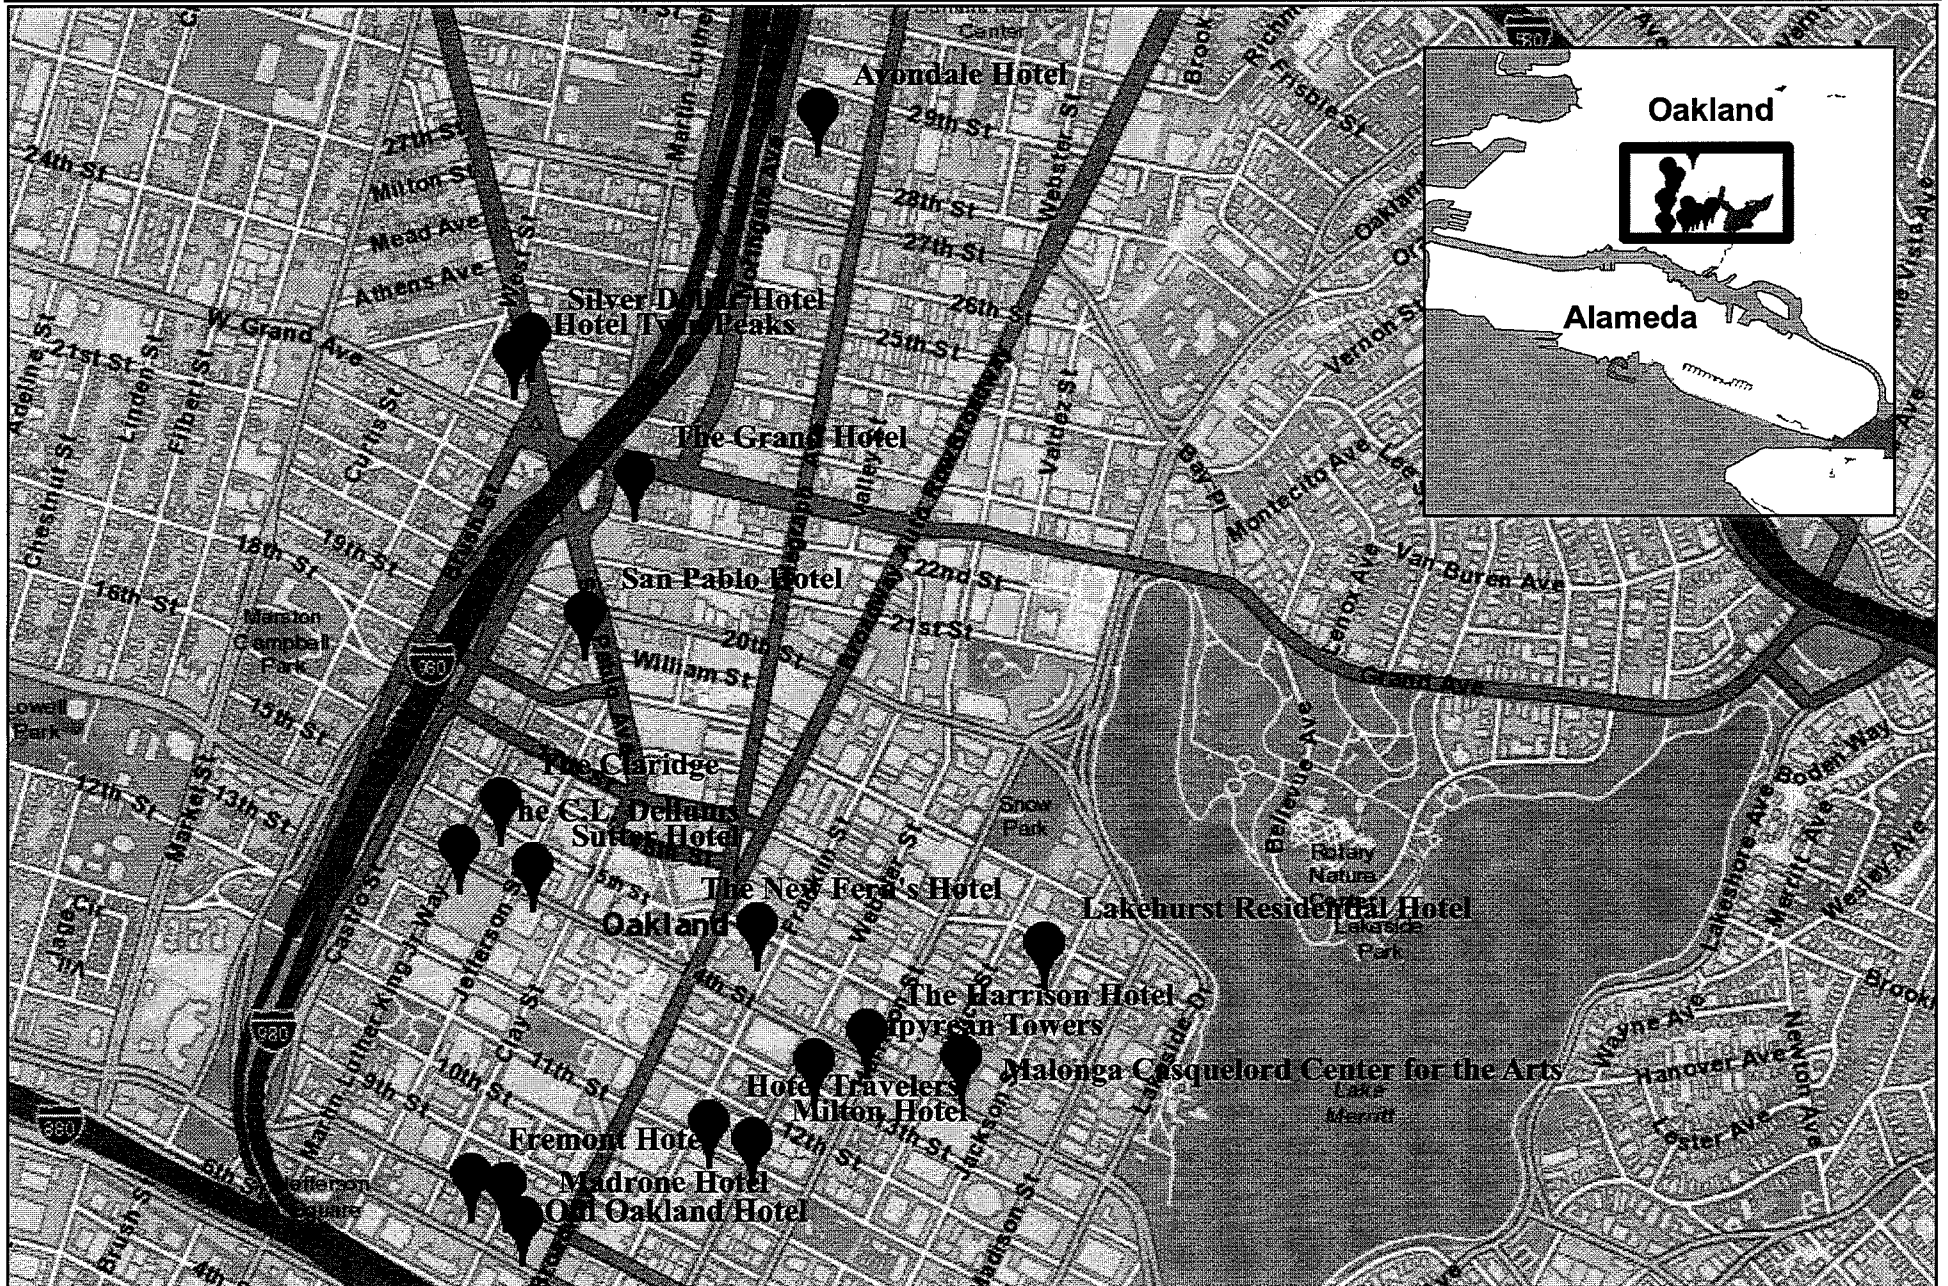 Center
Avondale Hotel
Brook
Frisbie St
Martin Luther
27th St
24th St
Milton St
Mead Ave
Athens Ave
West St
29th St
Webster St
28th St
27th St
26th St
25th St
Oakland
Alameda
Silver Dollar Hotel
Hotel Twin Peaks
W Grand Ave
21st St
Adeline St
Linden St
Filbert St
Curtis St
Chestnut St
Vernon St
Valdez St
Valley St
The Grand Hotel
Bay Pl
Montecito Ave
Lee
Lenox Ave
Van Buren Ave
Brush St
19th St
18th St
16th St
Marston
Campbell
Park
980
San Pablo Hotel
22nd St
21st St
20th St
William St
Grand Ave
Bellevue Ave
15th St
Park
12th St
13th St
Market St
The Claridge
The C.L. Dellums
Sutter Hotel
15th St
Snow
Park
Franklin St
Webster St
Rotary
Nature
Lakeside
Park
Boden Way
Lakeshore Ave
Merritt Ave
Wesley Ave
The New Fern's Hotel
Oakland
Lakehurst Residential Hotel
Castro St
Martin Luther King Jr Way
Jefferson S
Clay St
11th St
10th St
9th St
The Harrison Hotel
Empyrean Towers
Malonga Casquelord Center for the Arts
Hotel Travelers
Milton Hotel
Fremont Hotel
Madrone Hotel
Old Oakland Hotel
12th St
13th St
Jackson St
Madison St
Lakeside Dr
Lake
Merritt
Wayne Ave
Hanover Ave
Newton Ave
Lester Ave
980
880
6th St
Jefferson
Square
Brush S
4th St